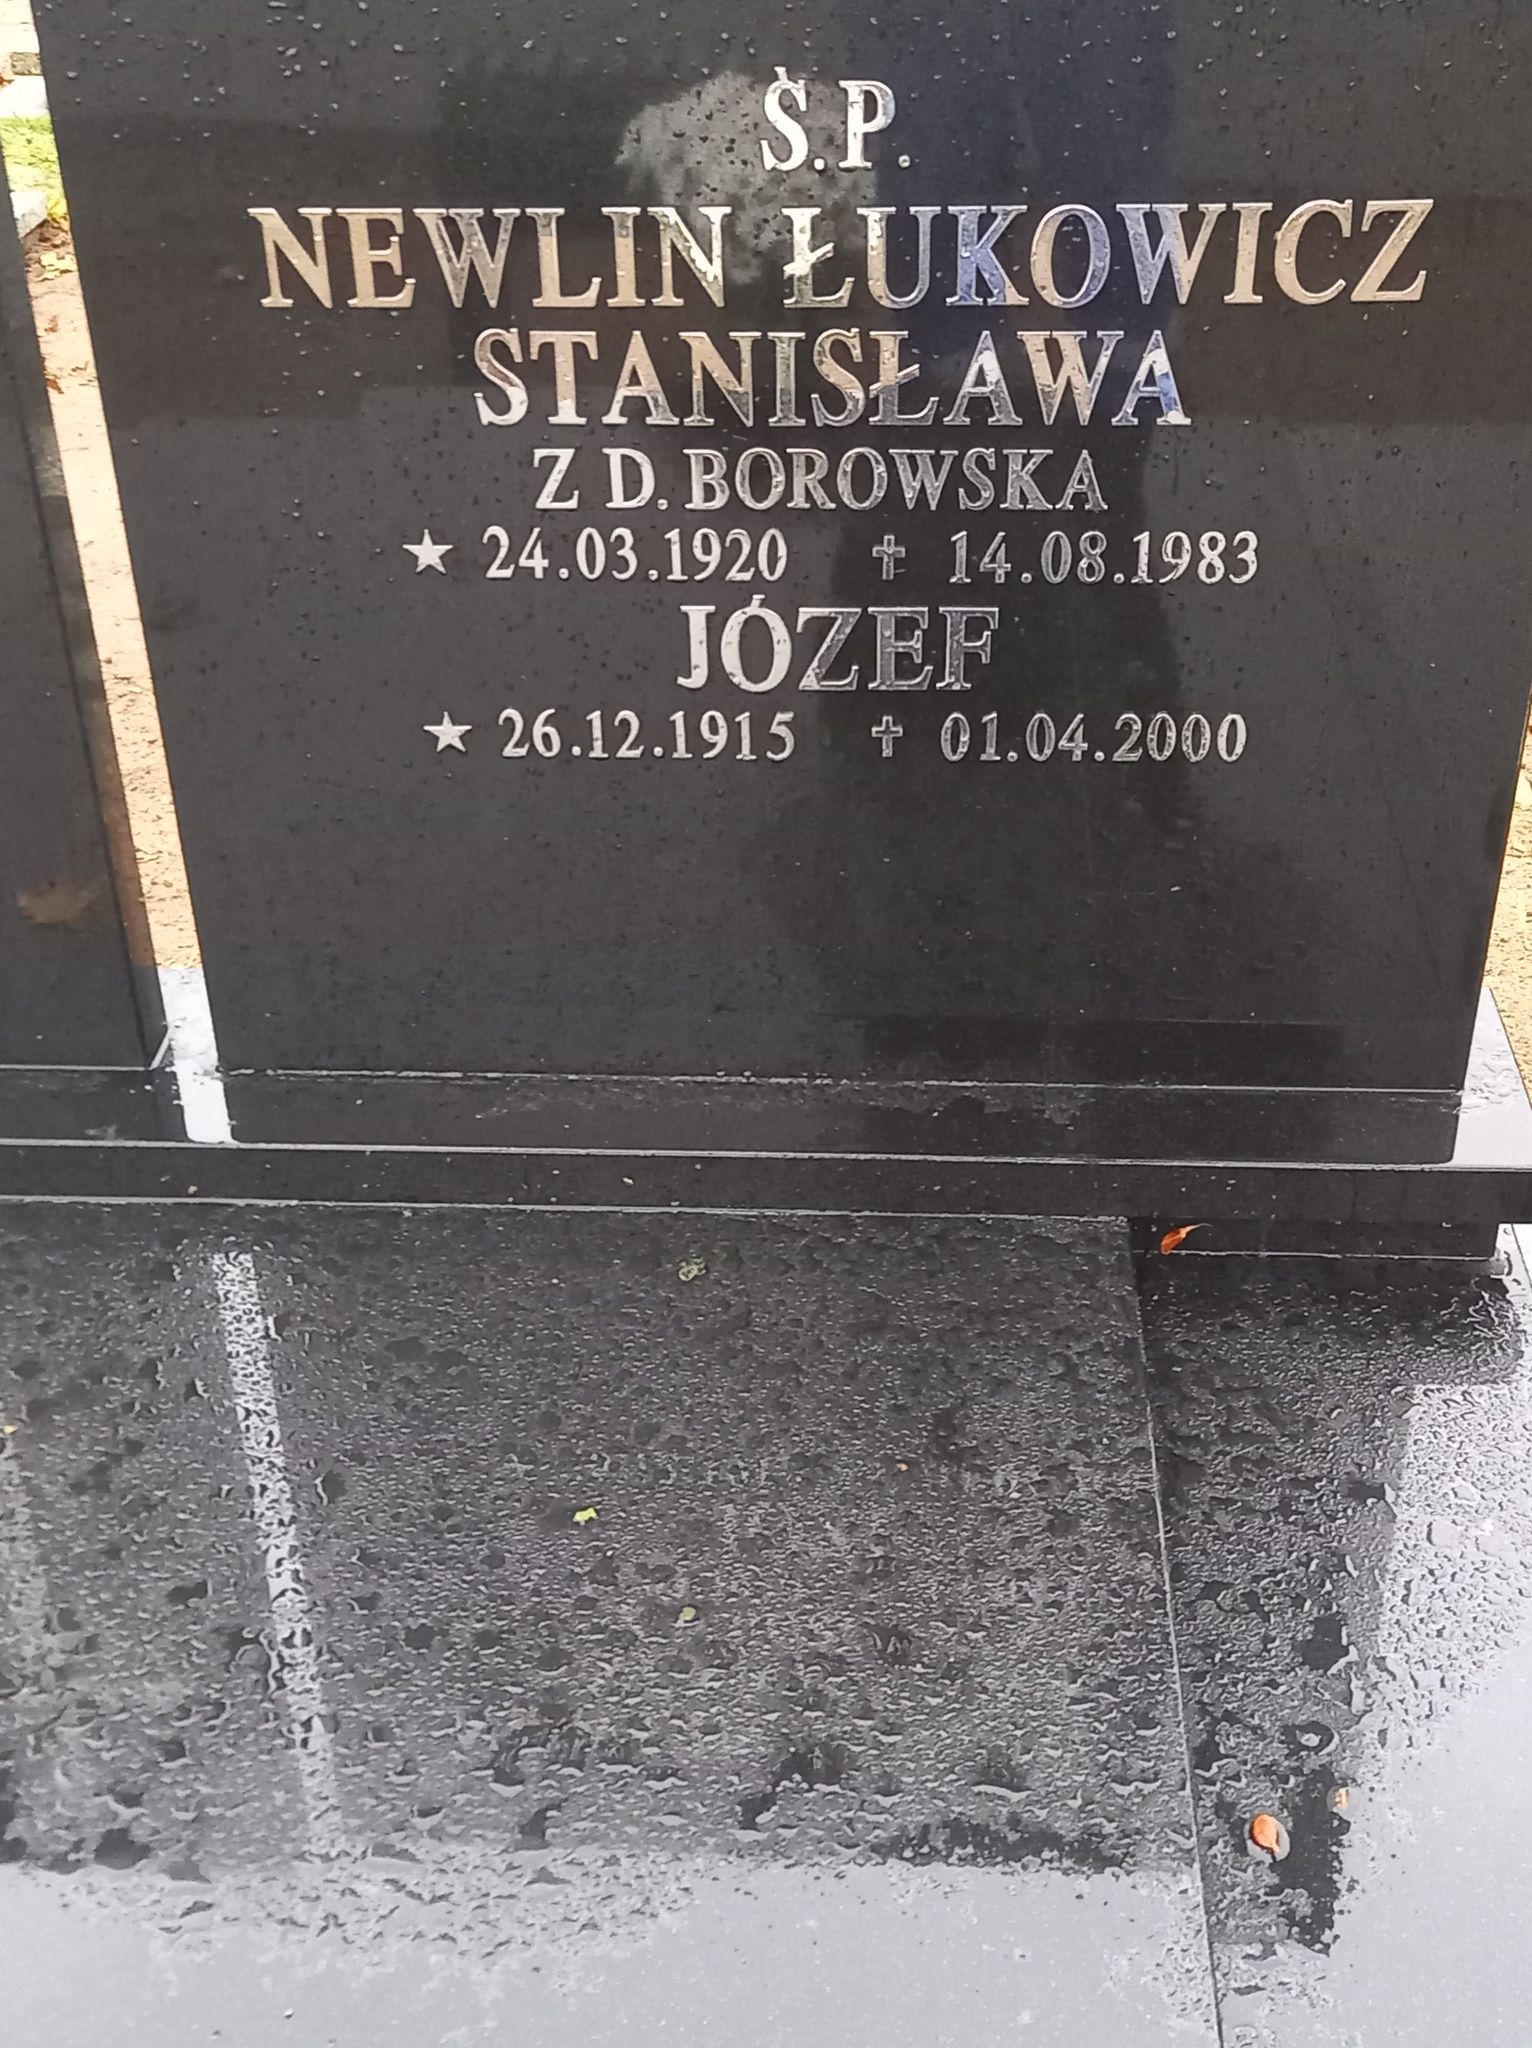 Ś.P.
NEWLIN ŁUKOWICZ
STANISŁAWA
Z D. BOROWSKA
★ 24.03.1920 ✝ 14.08.1983
JÓZEF
★ 26.12.1915 ✝ 01.04.2000